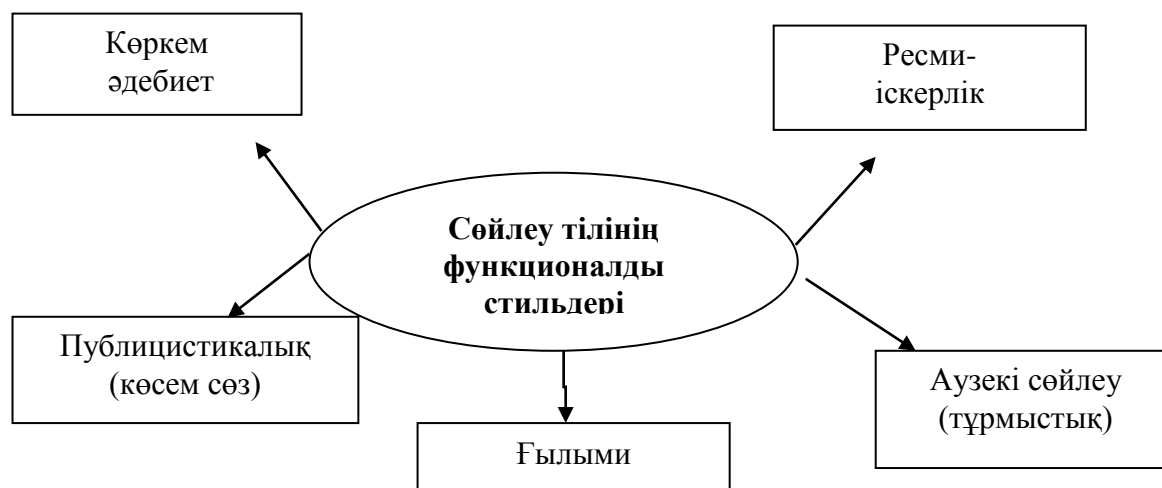 Көркем
әдебиет
Ресми-
іскерлік
Сөйлеу тілінің
функционалды
стильдері
Публицистикалық
(көсем сөз)
Аузекі сөйлеу
(тұрмыстық)
Ғылыми